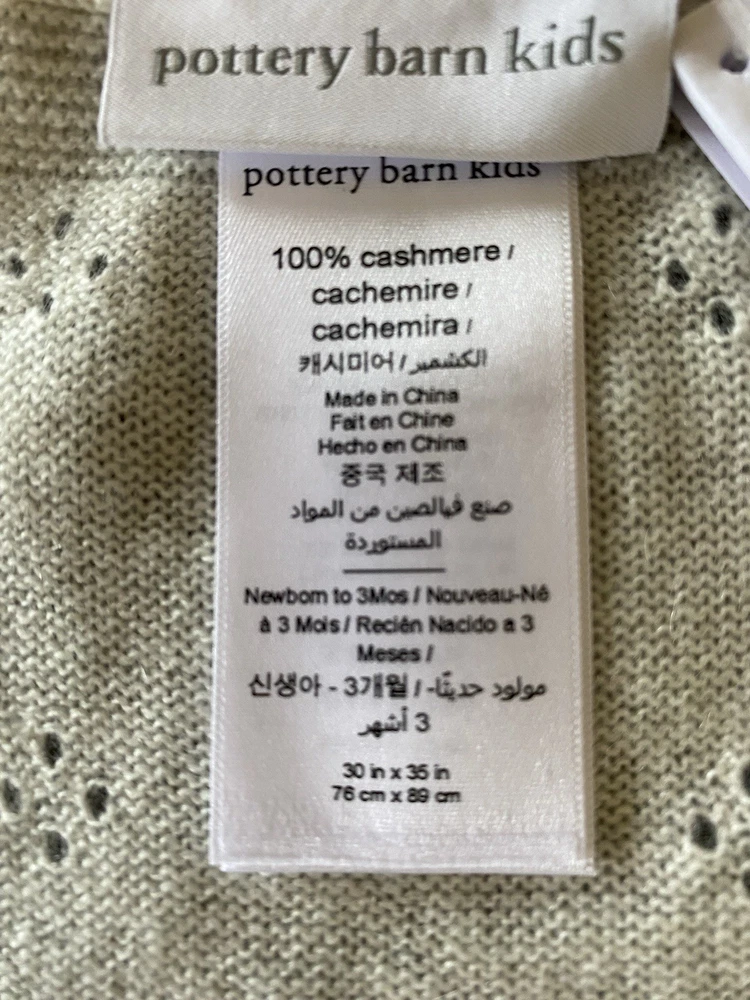 pottery barn kids
pottery barn kids
100% cashmere /
cachemire /
cachemira /
캐시미어 / الكشمير
Made in China
Fait en Chine
Hecho en China
중국 제조
صنع فيالصين من المواد
المستوردة
Newborn to 3Mos / Nouveau-Né
à 3 Mois / Recién Nacido a 3
Meses /
신생아 - 3개월 / مولود حديثًا-
3 أشهر
30 in x 35 in
76 cm x 89 cm